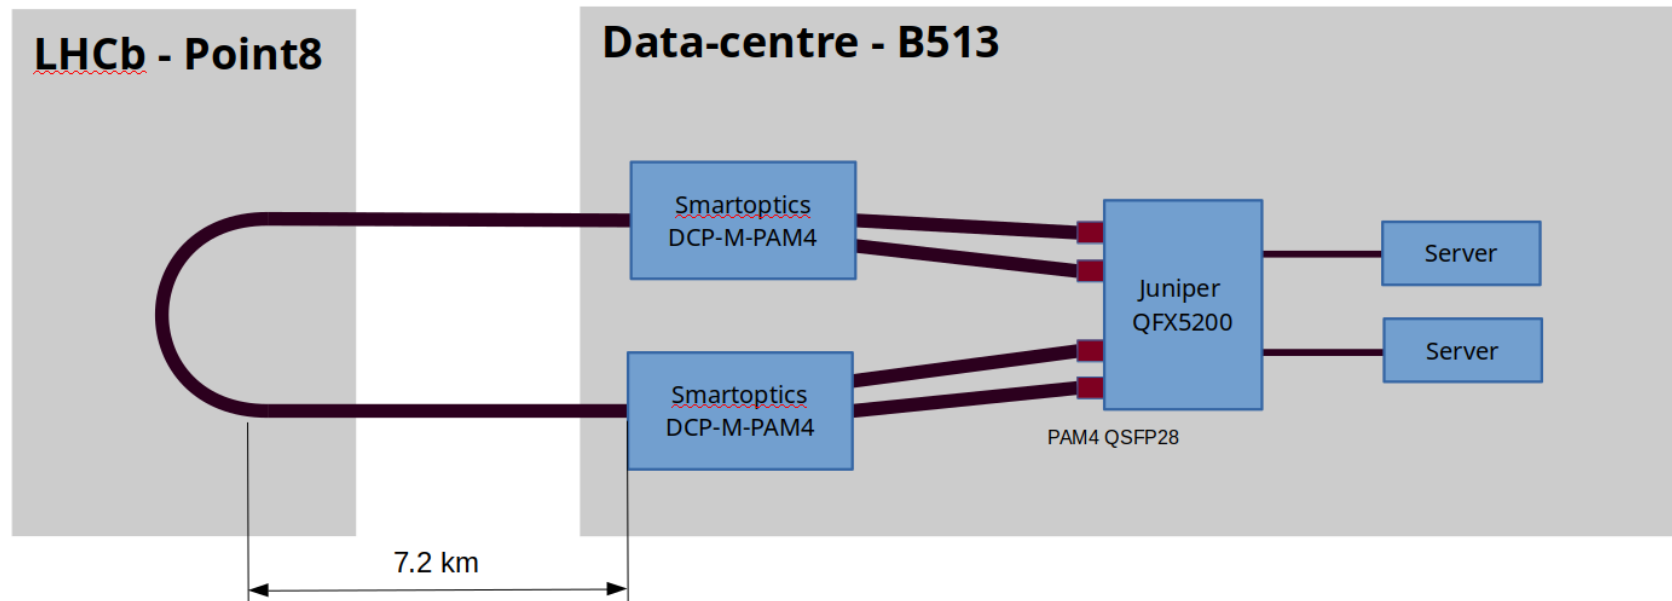 LHCb - Point8
Data-centre - B513
Smartoptics
DCP-M-PAM4
Smartoptics
DCP-M-PAM4
Juniper
QFX5200
Server
Server
PAM4 QSFP28
7.2 km